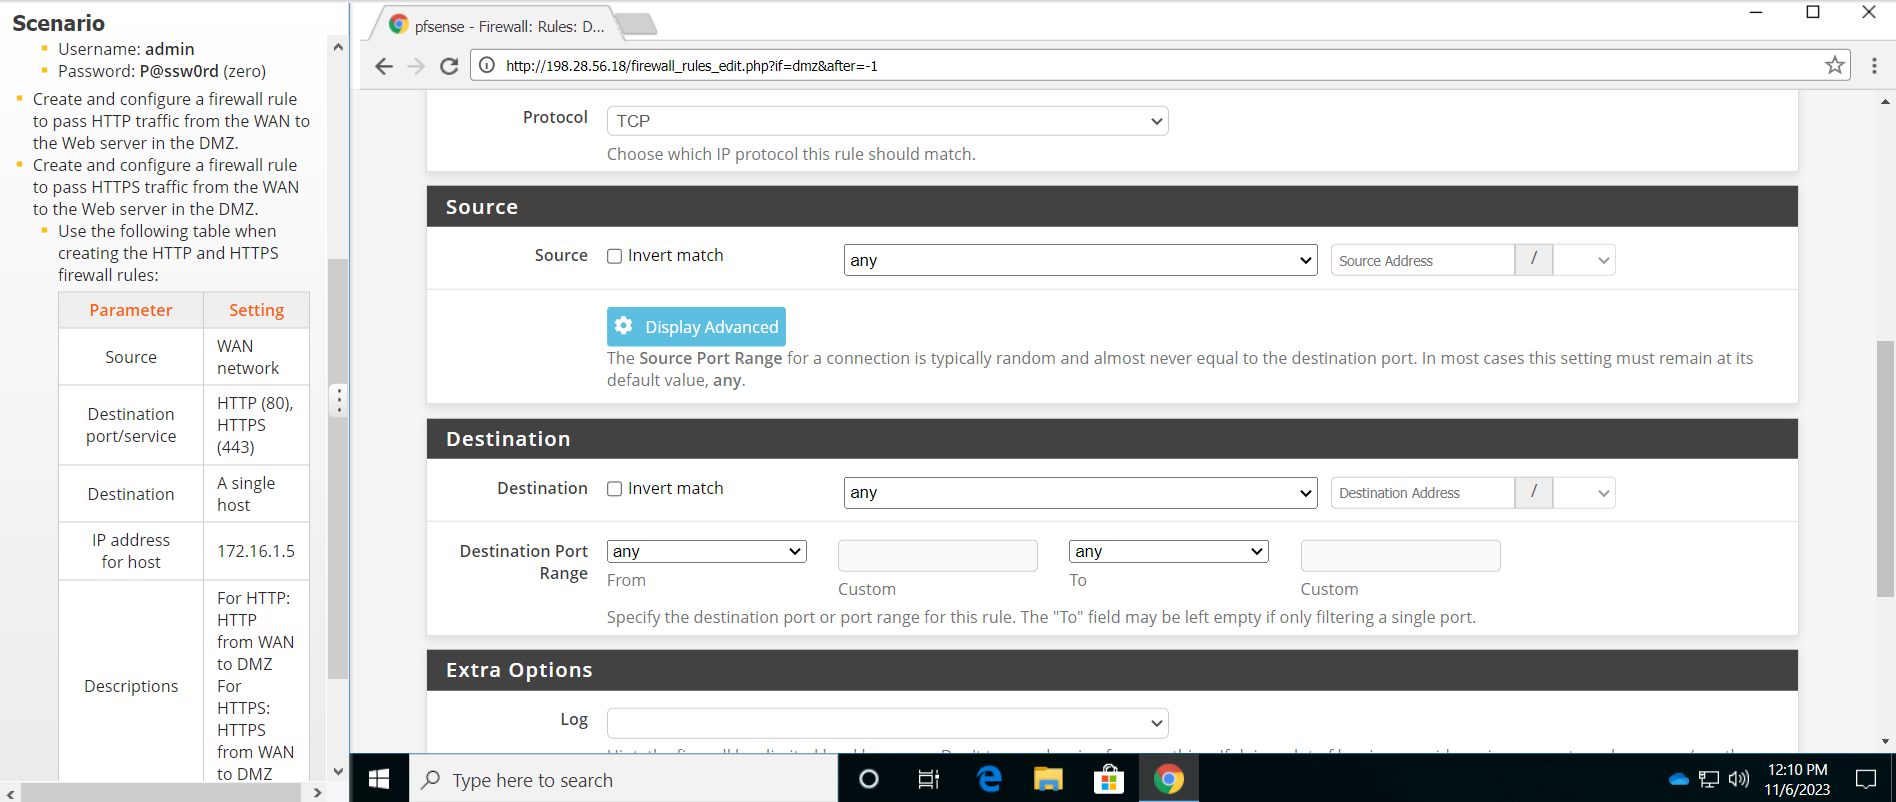 Scenario
Username: admin
Password: P@ssw0rd (zero)
Create and configure a firewall rule
to pass HTTP traffic from the WAN to
the Web server in the DMZ.
Create and configure a firewall rule
to pass HTTPS traffic from the WAN
to the Web server in the DMZ.
Use the following table when
creating the HTTP and HTTPS
firewall rules:
Parameter Setting
Source WAN
network
Destination
port/service HTTP (80),
HTTPS
(443)
Destination A single
host
IP address
for host 172.16.1.5
Descriptions For HTTP:
HTTP
from WAN
to DMZ
For
HTTPS:
HTTPS
from WAN
to DMZ
pfsense - Firewall: Rules: D...
http://198.28.56.18/firewall_rules_edit.php?if=dmz&after=-1
Protocol TCP
Choose which IP protocol this rule should match.
Source
Source Invert match any Source Address /
Display Advanced
The Source Port Range for a connection is typically random and almost never equal to the destination port. In most cases this setting must remain at its
default value, any.
Destination
Destination Invert match any Destination Address /
Destination Port
Range any any
From Custom To Custom
Specify the destination port or port range for this rule. The "To" field may be left empty if only filtering a single port.
Extra Options
Log
Type here to search
12:10 PM
11/6/2023